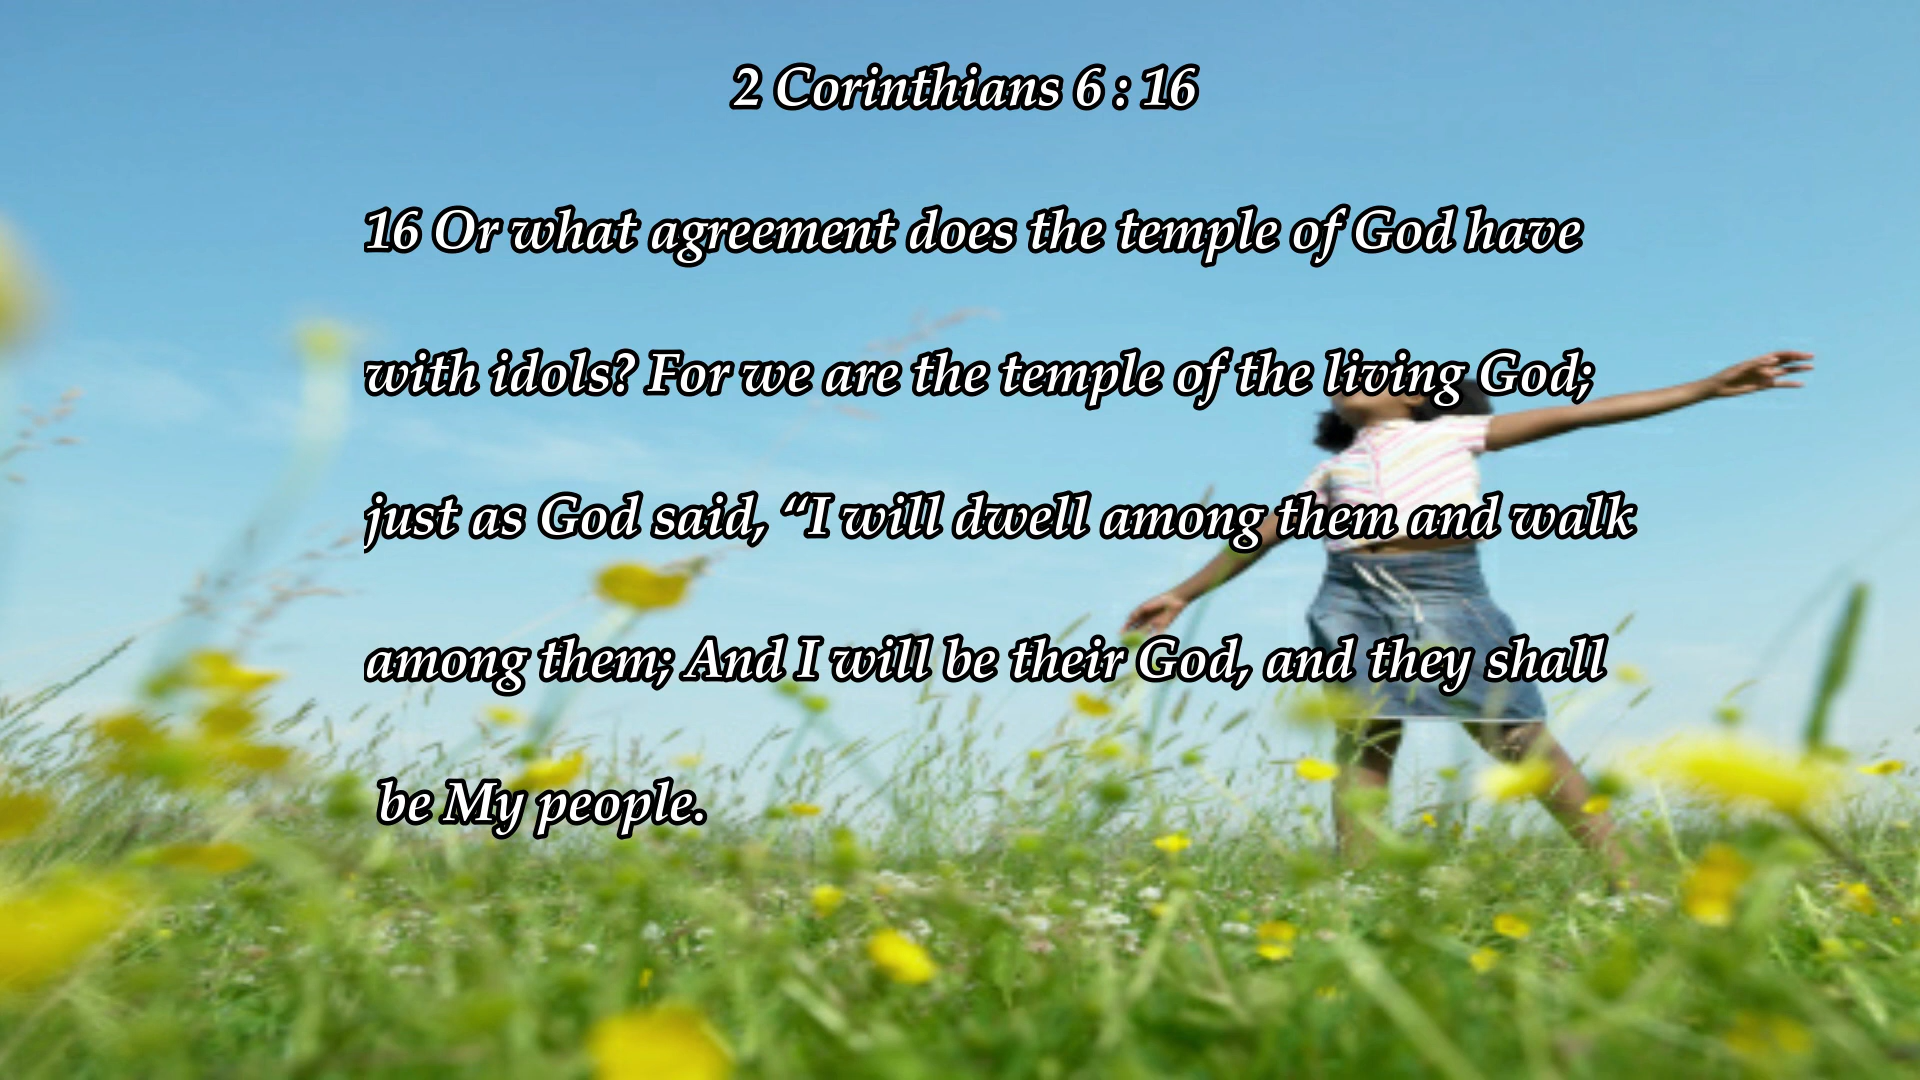 2 Corinthians 6 : 16
16 Or what agreement does the temple of God have
with idols? For we are the temple of the living God;
just as God said, “I will dwell among them and walk
among them; And I will be their God, and they shall
be My people.